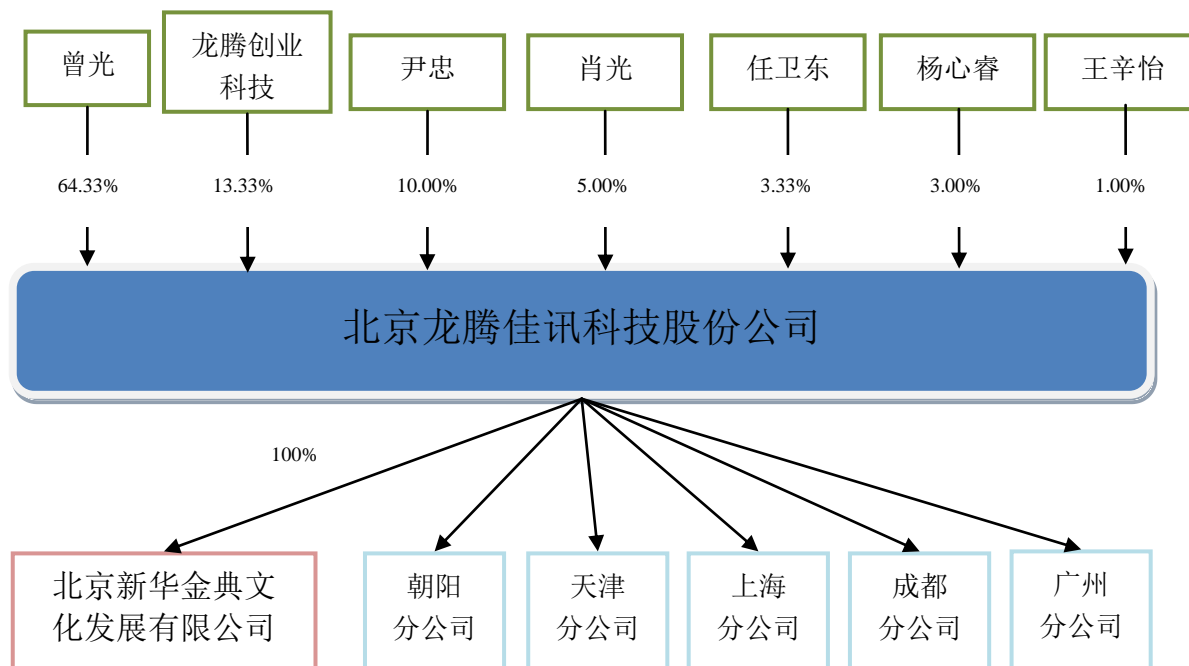 曾光
龙腾创业
科技
尹忠
肖光
任卫东
杨心睿
王辛怡
64.33%
13.33%
10.00%
5.00%
3.33%
3.00%
1.00%
北京龙腾佳讯科技股份公司
100%
北京新华金典文
化发展有限公司
朝阳
分公司
天津
分公司
上海
分公司
成都
分公司
广州
分公司